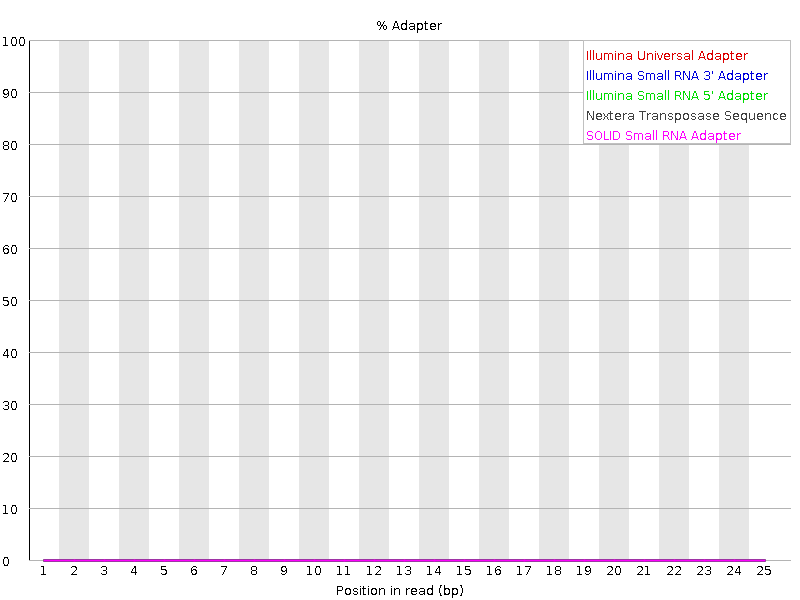 % Adapter
100
90
80
70
60
50
40
30
20
10
0
Illumina Universal Adapter
Illumina Small RNA 3' Adapter
Illumina Small RNA 5' Adapter
Nextera Transposase Sequence
SOLID Small RNA Adapter
1 2 3 4 5 6 7 8 9 10 11 12 13 14 15 16 17 18 19 20 21 22 23 24 25
Position in read (bp)